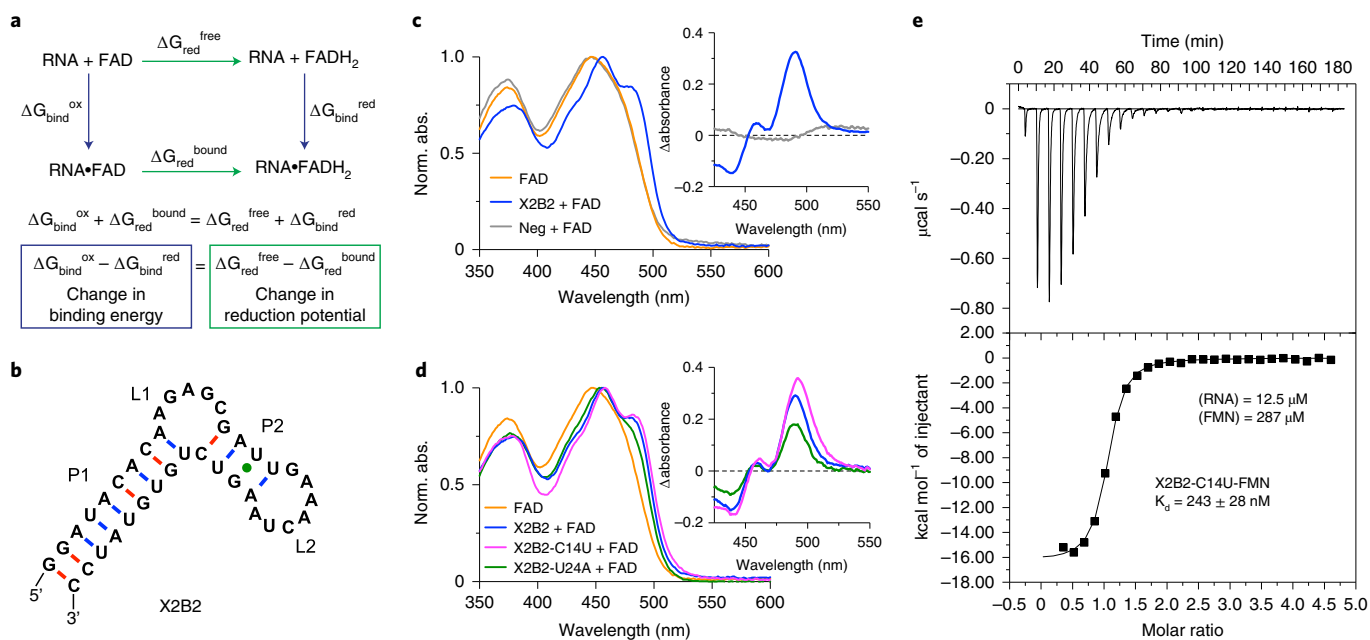 a
RNA + FAD
ΔG_red^free
RNA + FADH₂
ΔG_bind^ox
ΔG_bind^red
RNA•FAD
ΔG_red^bound
RNA•FADH₂
ΔG_bind^ox + ΔG_red^bound = ΔG_red^free + ΔG_bind^red
ΔG_bind^ox − ΔG_bind^red = ΔG_red^free − ΔG_red^bound
Change in
binding energy
Change in
reduction potential
b
L1
P2
P1
L2
GGAUACACAAGAGCGAUUGAAACUAAGUCUGUGUAUCC
5’
3’
X2B2
c
Norm. abs.
1.0
0.5
0
350 400 450 500 550 600
Wavelength (nm)
FAD
X2B2 + FAD
Neg + FAD
Δabsorbance
0.4
0.2
0
−0.2
450 500 550
Wavelength (nm)
d
Norm. abs.
1.0
0.5
0
350 400 450 500 550 600
Wavelength (nm)
FAD
X2B2 + FAD
X2B2-C14U + FAD
X2B2-U24A + FAD
Δabsorbance
0.4
0.2
0
−0.2
450 500 550
Wavelength (nm)
e
Time (min)
0 20 40 60 80 100 120 140 160 180
µcal s⁻¹
0
−0.20
−0.40
−0.60
−0.80
2.00
kcal mol⁻¹ of injectant
0
−2.00
−4.00
−6.00
−8.00
−10.00
−12.00
−14.00
−16.00
−18.00
(RNA) = 12.5 µM
(FMN) = 287 µM
X2B2-C14U-FMN
K_d = 243 ± 28 nM
−0.5 0 0.5 1.0 1.5 2.0 2.5 3.0 3.5 4.0 4.5 5.0
Molar ratio